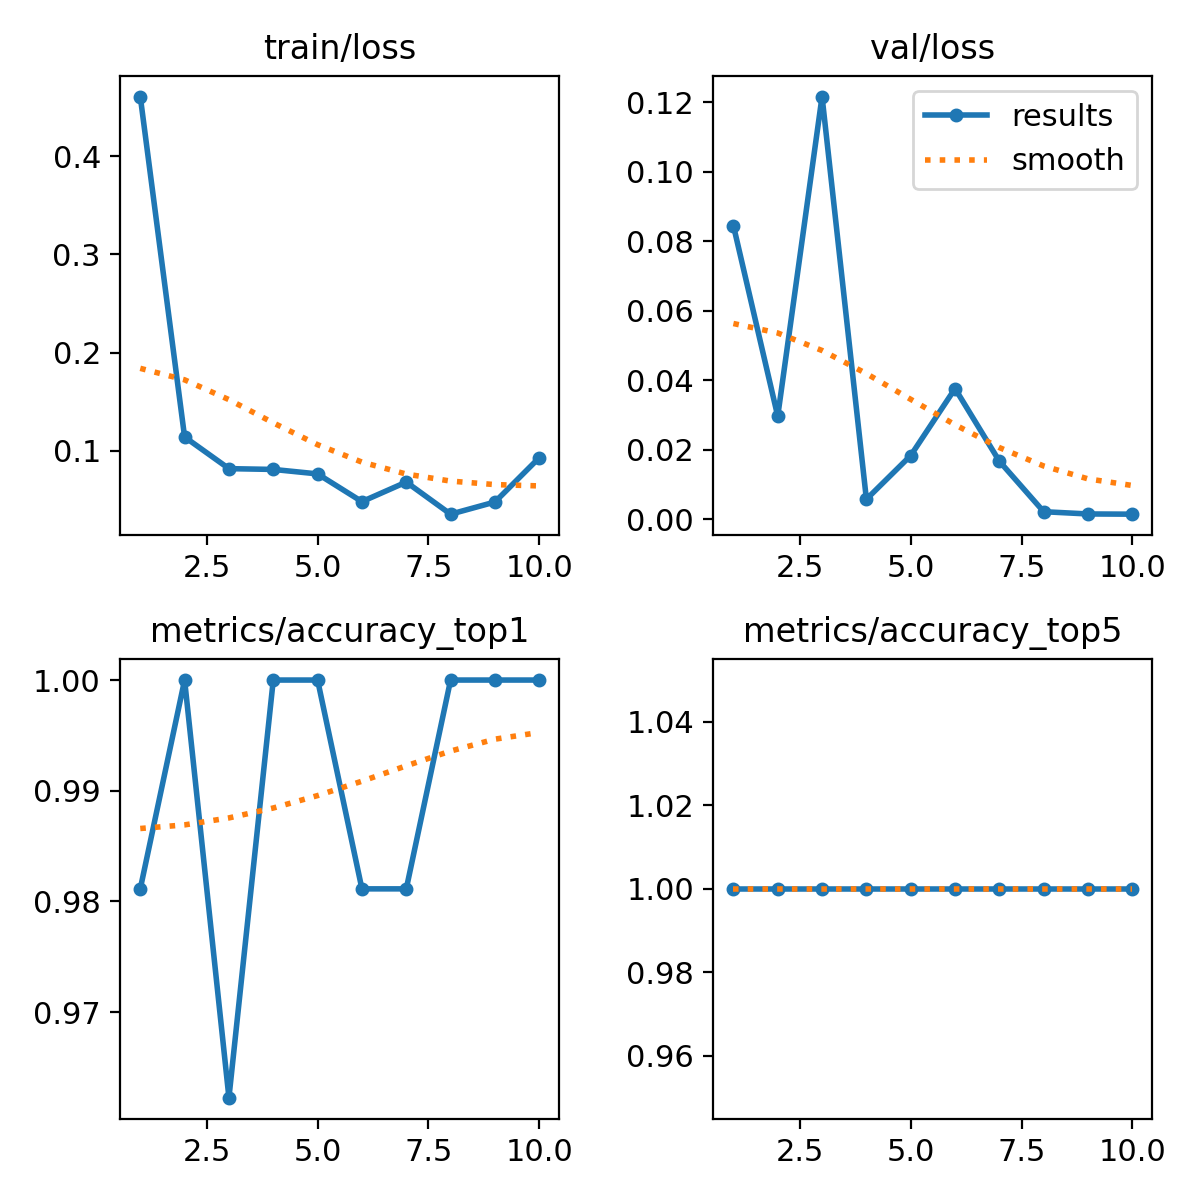 train/loss
0.4
0.3
0.2
0.1
2.5 5.0 7.5 10.0
val/loss
results
smooth
0.12
0.10
0.08
0.06
0.04
0.02
0.00
2.5 5.0 7.5 10.0
metrics/accuracy_top1
1.00
0.99
0.98
0.97
2.5 5.0 7.5 10.0
metrics/accuracy_top5
1.04
1.02
1.00
0.98
0.96
2.5 5.0 7.5 10.0